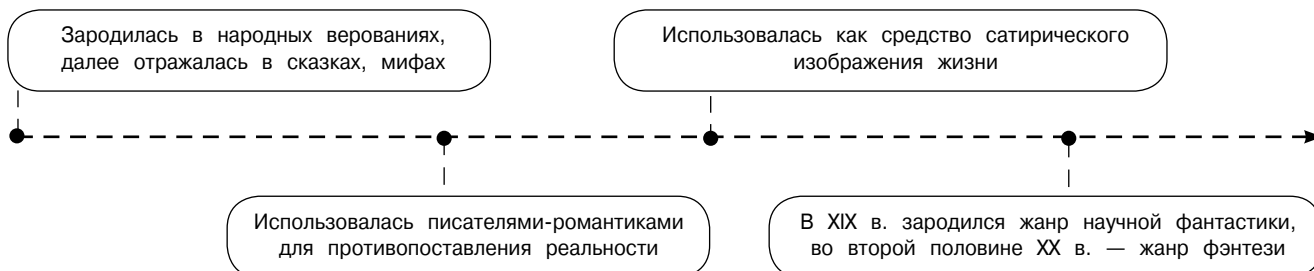 Зародилась в народных верованиях,
далее отражалась в сказках, мифах
Использовалась писателями-романтиками
для противопоставления реальности
Использовалась как средство сатирического
изображения жизни
В XIX в. зародился жанр научной фантастики,
во второй половине XX в. — жанр фэнтези